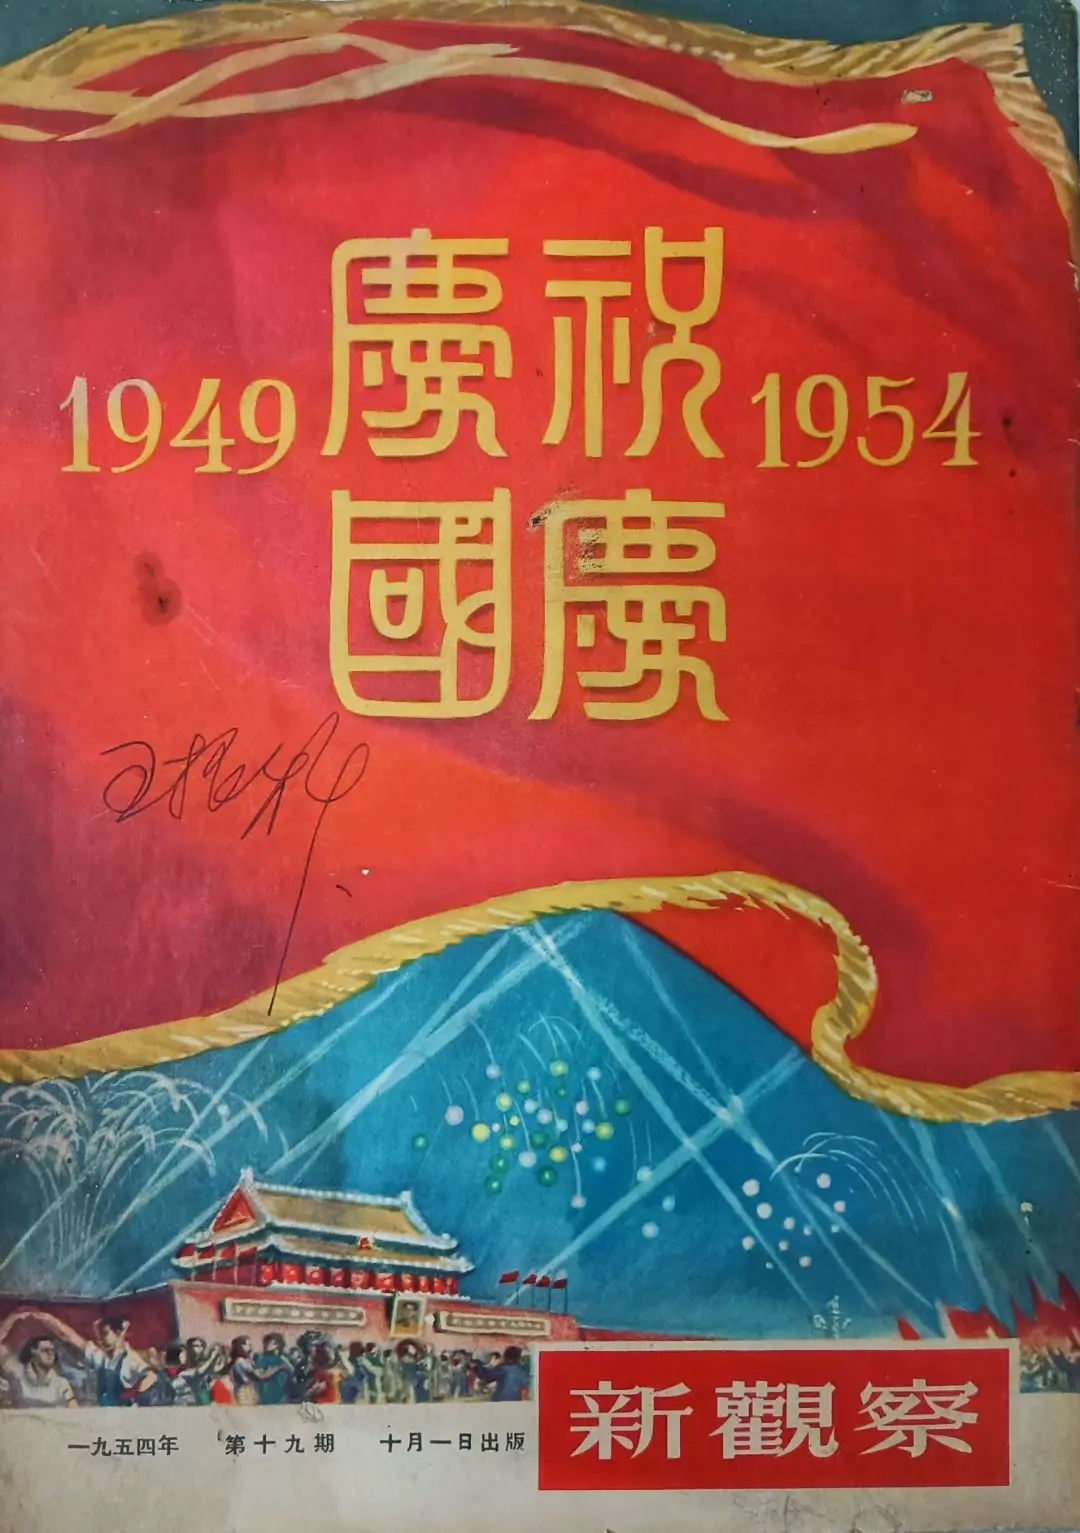 1949 慶祝 1954
國慶
一九五四年 第十九期 十月一日出版
新觀察